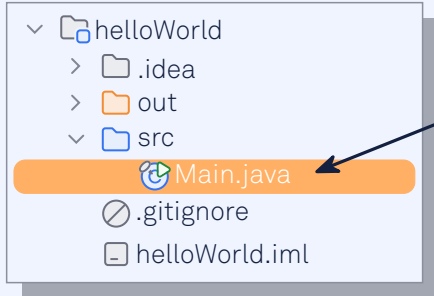 helloWorld
.idea
out
src
Main.java
.gitignore
helloWorld.iml